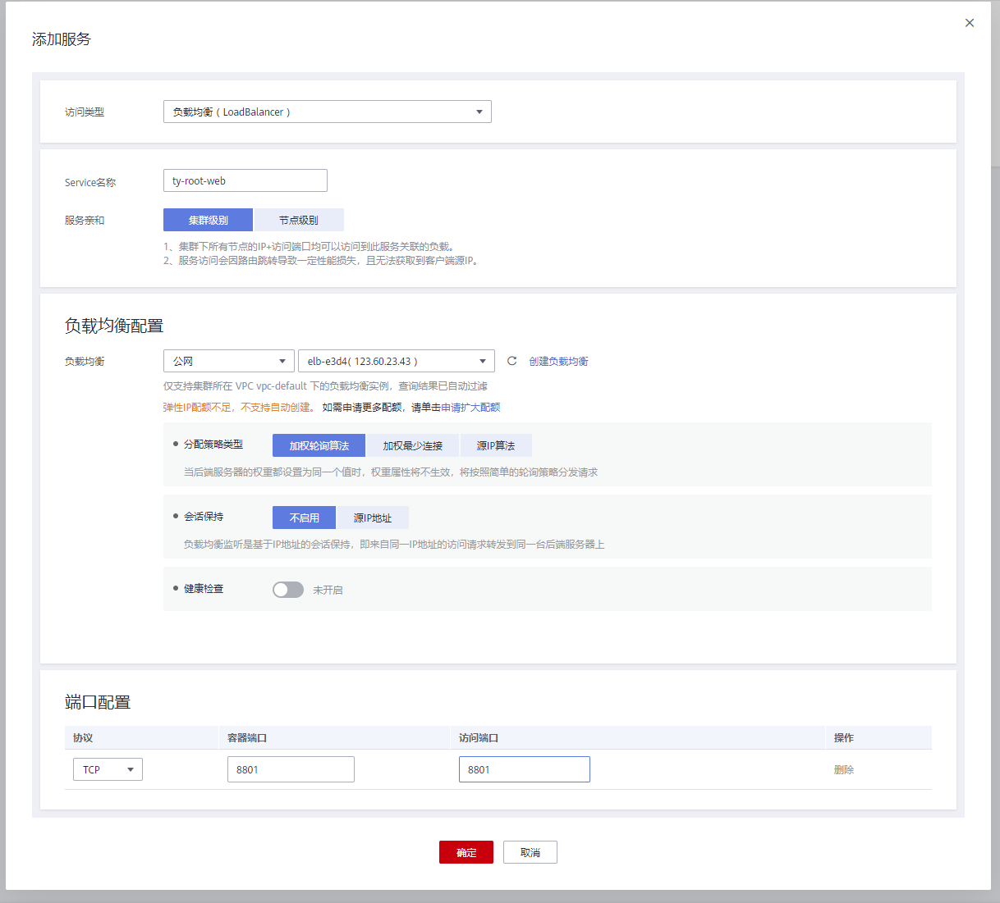 添加服务
访问类型
负载均衡 ( LoadBalancer )
Service名称
ty-root-web
服务亲和
集群级别
节点级别
1、集群下所有节点的IP+访问端口均可以访问到此服务关联的负载。
2、服务访问会因路由跳转导致一定性能损失，且无法获取到客户端源IP。
负载均衡配置
负载均衡
公网
elb-e3d4( 123.60.23.43 )
创建负载均衡
仅支持集群所在 VPC vpc-default 下的负载均衡实例，查询结果已自动过滤
弹性IP配额不足，不支持自动创建。 如需申请更多配额，请单击申请扩大配额
分配策略类型
加权轮询算法
加权最少连接
源IP算法
当后端服务器的权重都设置为同一个值时，权重属性将不生效，将按照简单的轮询策略分发请求
会话保持
不启用
源IP地址
负载均衡监听是基于IP地址的会话保持，即来自同一IP地址的访问请求转发到同一台后端服务器上
健康检查
未开启
端口配置
协议
容器端口
访问端口
操作
TCP
8801
8801
删除
确定
取消